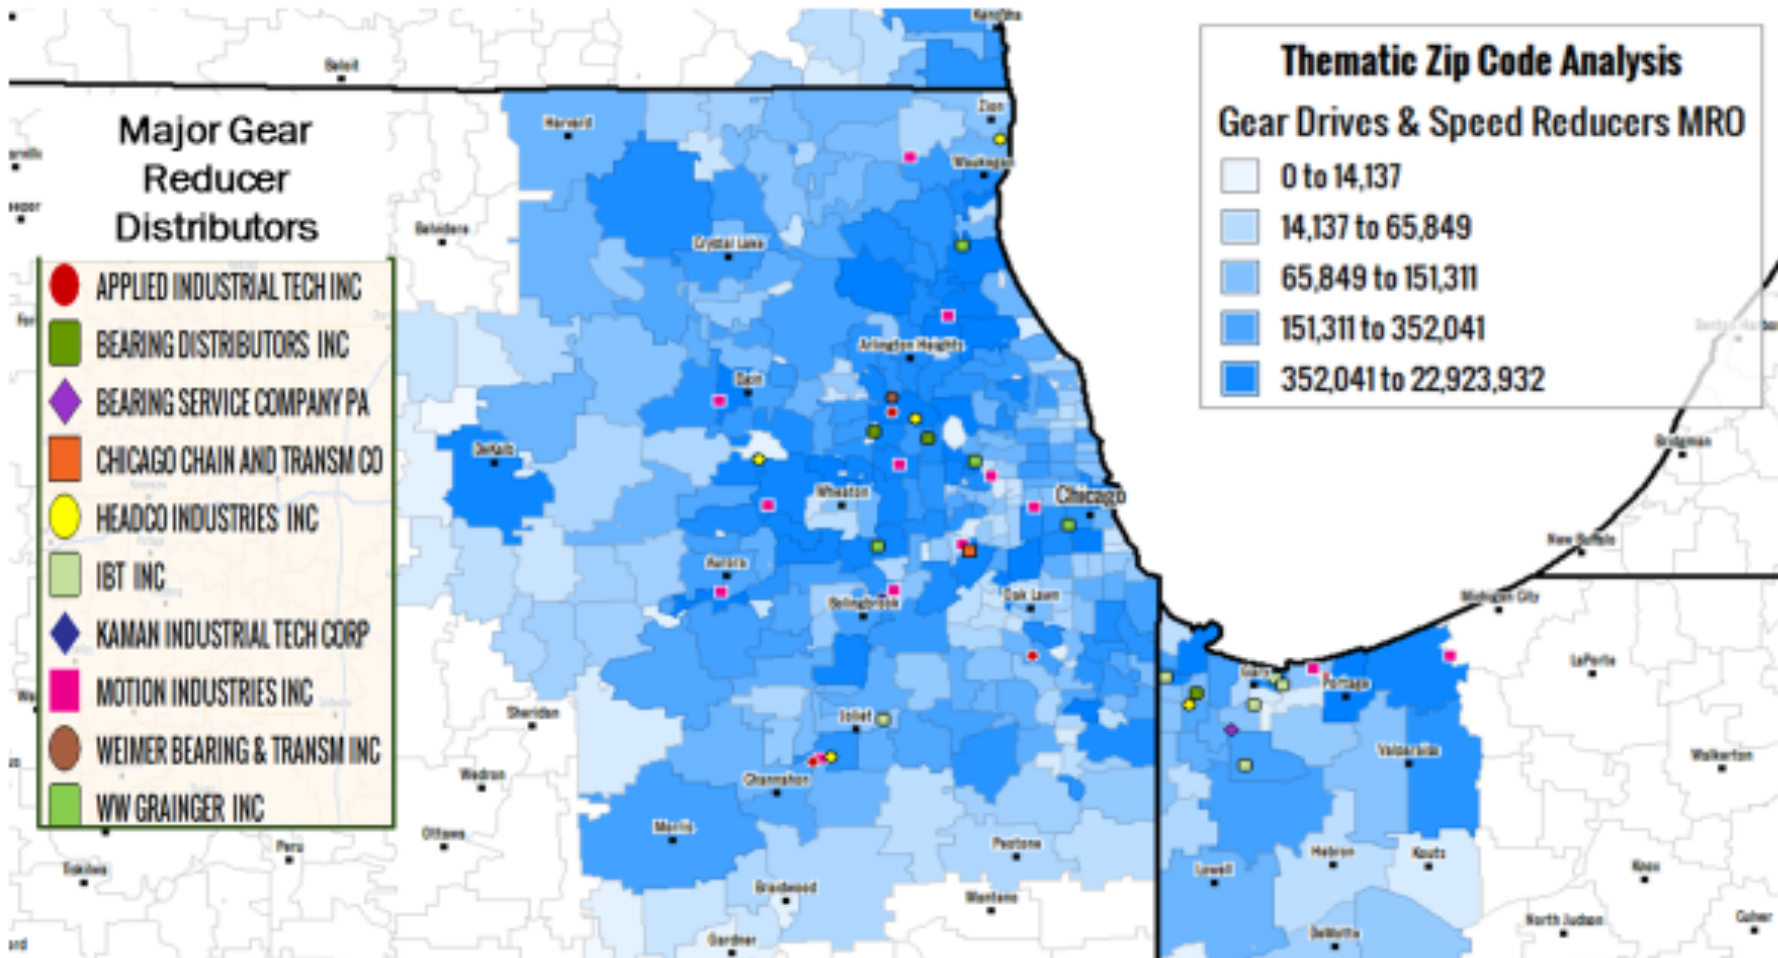 Major Gear
Reducer
Distributors
APPLIED INDUSTRIAL TECH INC
BEARING DISTRIBUTORS INC
BEARING SERVICE COMPANY PA
CHICAGO CHAIN AND TRANSM CO
HEADCO INDUSTRIES INC
IBT INC
KAMAN INDUSTRIAL TECH CORP
MOTION INDUSTRIES INC
WEIMER BEARING & TRANSM INC
WW GRAINGER INC
Thematic Zip Code Analysis
Gear Drives & Speed Reducers MRO
0 to 14,137
14,137 to 65,849
65,849 to 151,311
151,311 to 352,041
352,041 to 22,923,932
Kenosha
Beloit
Zion
Harvard
Waukegan
Belvidere
Crystal Lake
Arlington Heights
Elgin
DeKalb
Wheaton
Chicago
Aurora
Bolingbrook
Oak Lawn
Bridgman
New Buffalo
Michigan City
LaPorte
Gary
Portage
Sheridan
Joliet
Valparaiso
Walkerton
Wedron
Channahon
Morris
Ottawa
Peru
Peotone
Hebron
Kouts
Tiskilwa
Lowell
Knox
Braidwood
Manteno
North Judson
Culver
Gardner
DeMotte